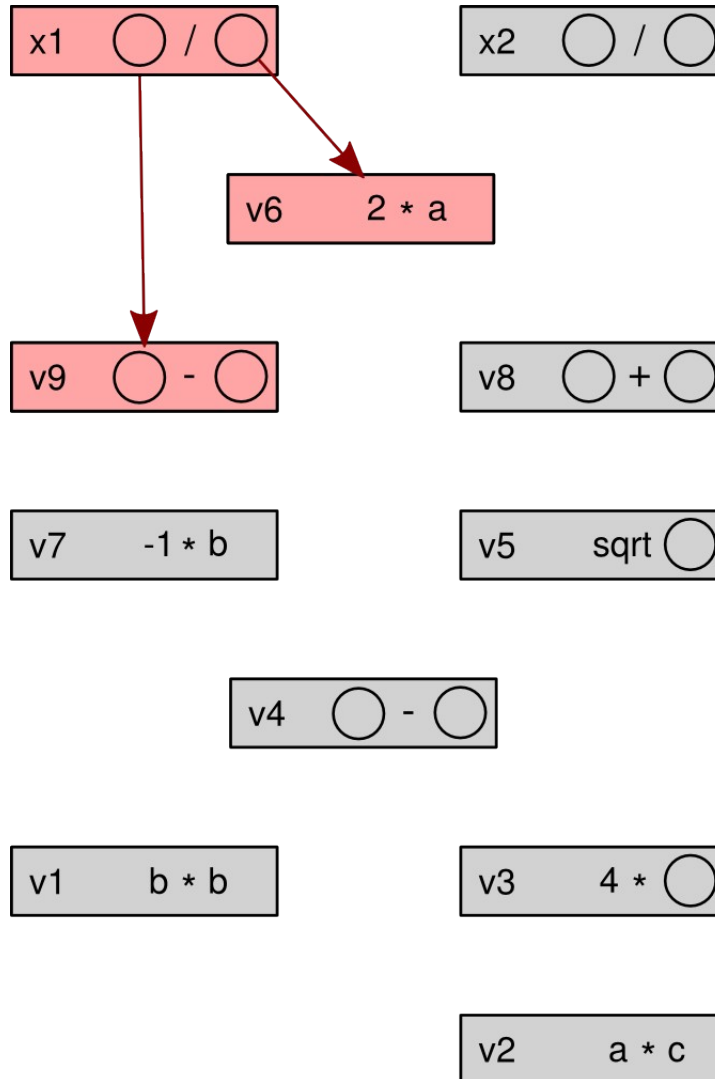 x1 /
x2 /
v6 2 * a
v9 -
v8 +
v7 -1 * b
v5 sqrt
v4 -
v1 b * b
v3 4 *
v2 a * c